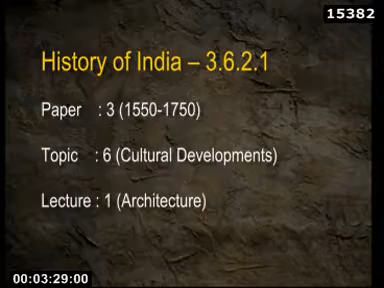 15382
History of India – 3.6.2.1
Paper : 3 (1550-1750)
Topic : 6 (Cultural Developments)
Lecture : 1 (Architecture)
00:03:29:00